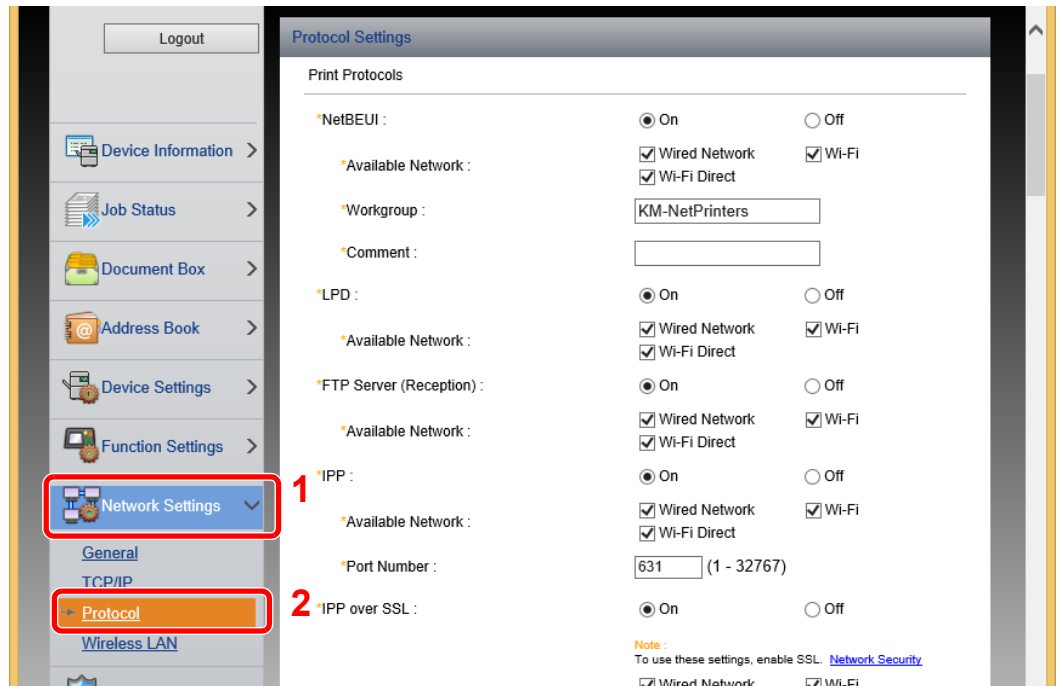 Logout
Device Information
Job Status
Document Box
Address Book
Device Settings
Function Settings
Network Settings
1
General
TCP/IP
Protocol
2
Wireless LAN
Protocol Settings
Print Protocols
*NetBEUI : On Off
*Available Network : Wired Network Wi-Fi
Wi-Fi Direct
*Workgroup : KM-NetPrinters
*Comment :
*LPD : On Off
*Available Network : Wired Network Wi-Fi
Wi-Fi Direct
*FTP Server (Reception) : On Off
*Available Network : Wired Network Wi-Fi
Wi-Fi Direct
*IPP : On Off
*Available Network : Wired Network Wi-Fi
Wi-Fi Direct
*Port Number : 631 (1 - 32767)
*IPP over SSL : On Off
Note :
To use these settings, enable SSL. Network Security
Wired Network Wi-Fi